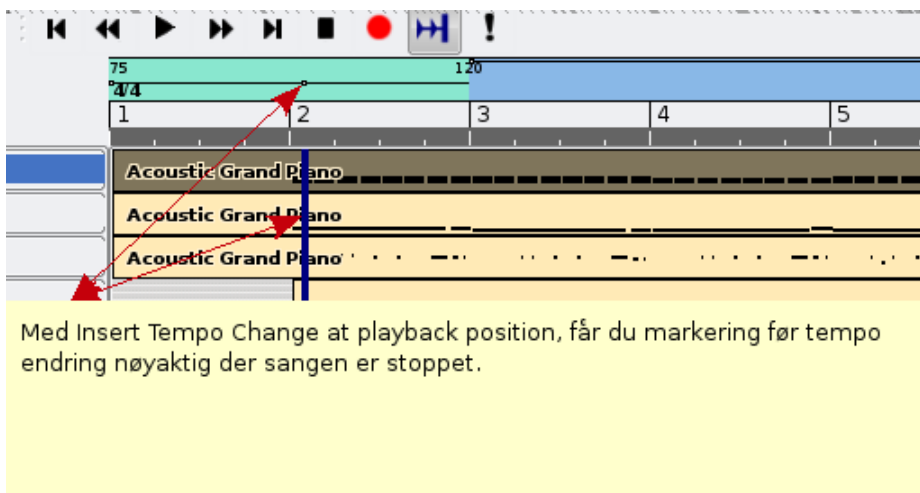 75 120
4/4
1 2 3 4 5
Acoustic Grand Piano
Acoustic Grand Piano
Acoustic Grand Piano
Med Insert Tempo Change at playback position, får du markering før tempo
endring nøyaktig der sangen er stoppet.